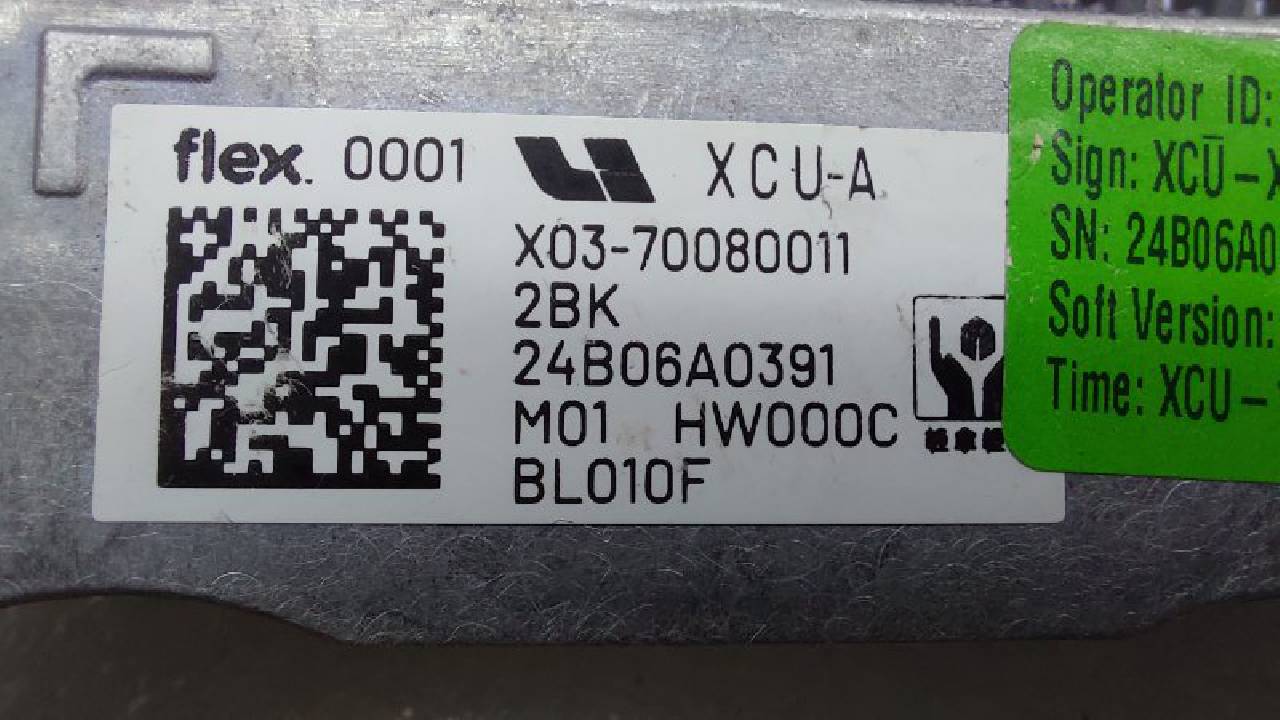 flex. 0001 XCU-A
X03-70080011
2BK
24B06A0391
M01 HW000C
BL010F
Operator ID:
Sign: XCU-X
SN: 24B06A0
Soft Version:
Time: XCU-